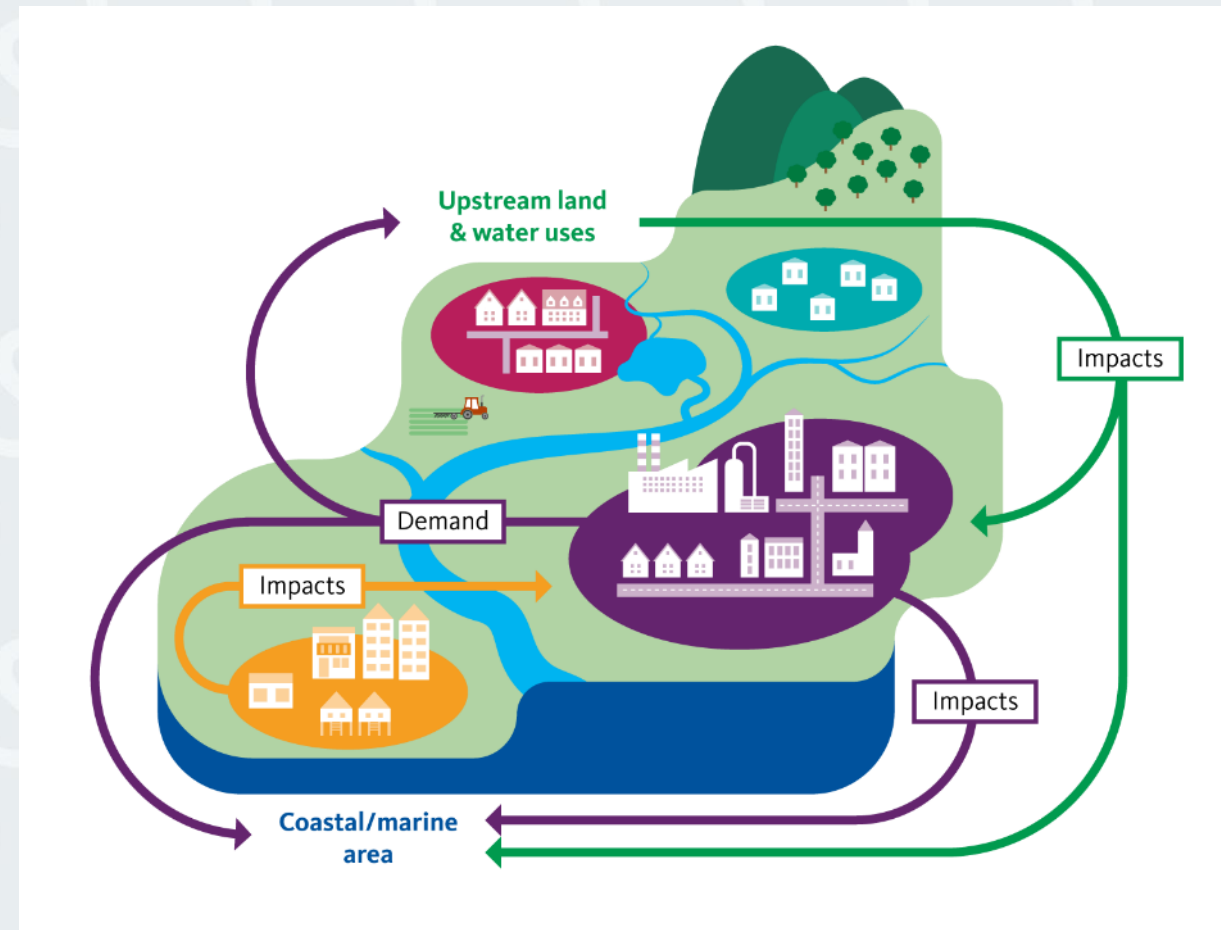 Upstream land
& water uses
Impacts
Demand
Impacts
Impacts
Coastal/marine
area